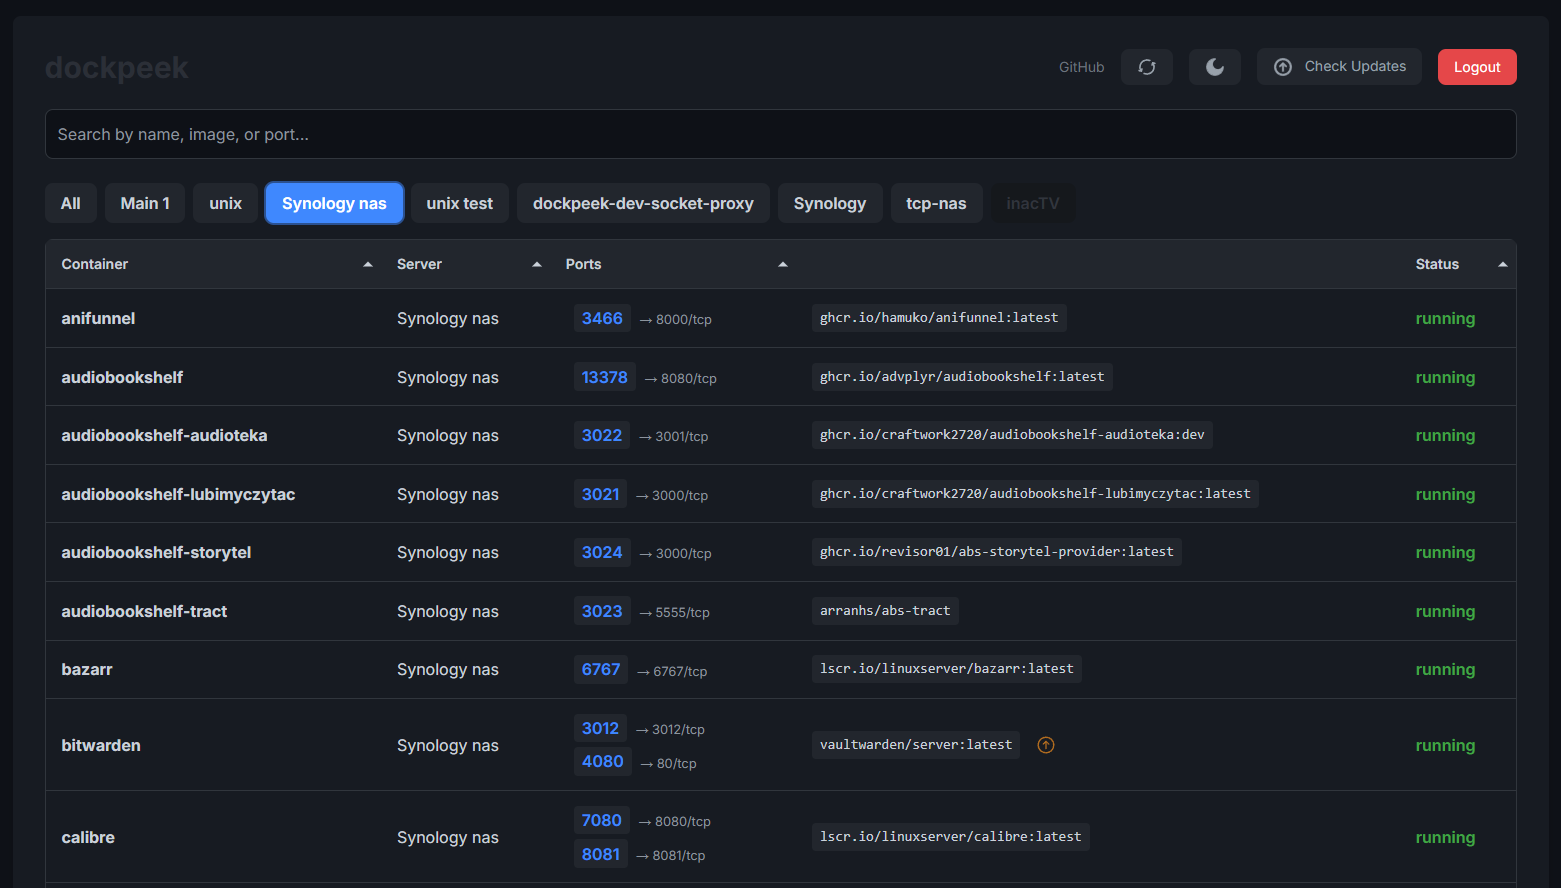 dockpeek
GitHub
Check Updates
Logout
Search by name, image, or port...
All
Main 1
unix
Synology nas
unix test
dockpeek-dev-socket-proxy
Synology
tcp-nas
inacTV
Container Server Ports Status
anifunnel Synology nas 3466 → 8000/tcp ghcr.io/hamuko/anifunnel:latest running
audiobookshelf Synology nas 13378 → 8080/tcp ghcr.io/advplyr/audiobookshelf:latest running
audiobookshelf-audioteka Synology nas 3022 → 3001/tcp ghcr.io/craftwork2720/audiobookshelf-audioteka:dev running
audiobookshelf-lubimyczytac Synology nas 3021 → 3000/tcp ghcr.io/craftwork2720/audiobookshelf-lubimyczytac:latest running
audiobookshelf-storytel Synology nas 3024 → 3000/tcp ghcr.io/revisor01/abs-storytel-provider:latest running
audiobookshelf-tract Synology nas 3023 → 5555/tcp arranhs/abs-tract running
bazarr Synology nas 6767 → 6767/tcp lscr.io/linuxserver/bazarr:latest running
bitwarden Synology nas 3012 → 3012/tcp
4080 → 80/tcp vaultwarden/server:latest running
calibre Synology nas 7080 → 8080/tcp
8081 → 8081/tcp lscr.io/linuxserver/calibre:latest running